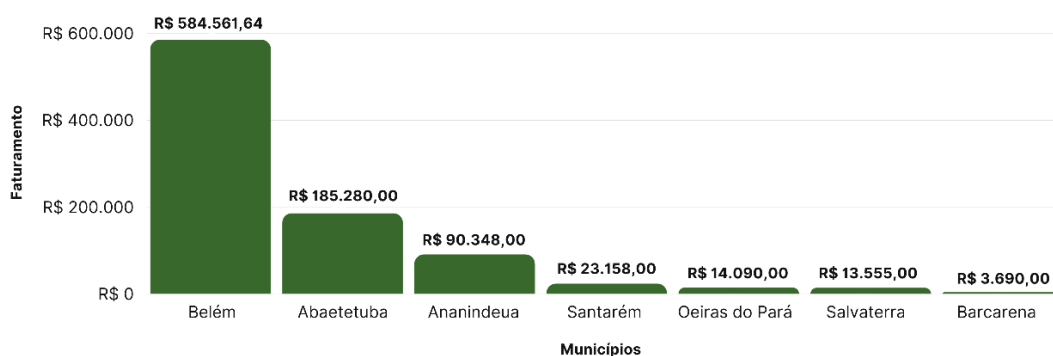 R$ 584.561,64
R$ 600.000
R$ 400.000
Faturamento
R$ 185.280,00
R$ 200.000
R$ 90.348,00
R$ 23.158,00
R$ 14.090,00
R$ 13.555,00
R$ 3.690,00
R$ 0
Belém
Abaetetuba
Ananindeua
Santarém
Oeiras do Pará
Salvaterra
Barcarena
Municípios